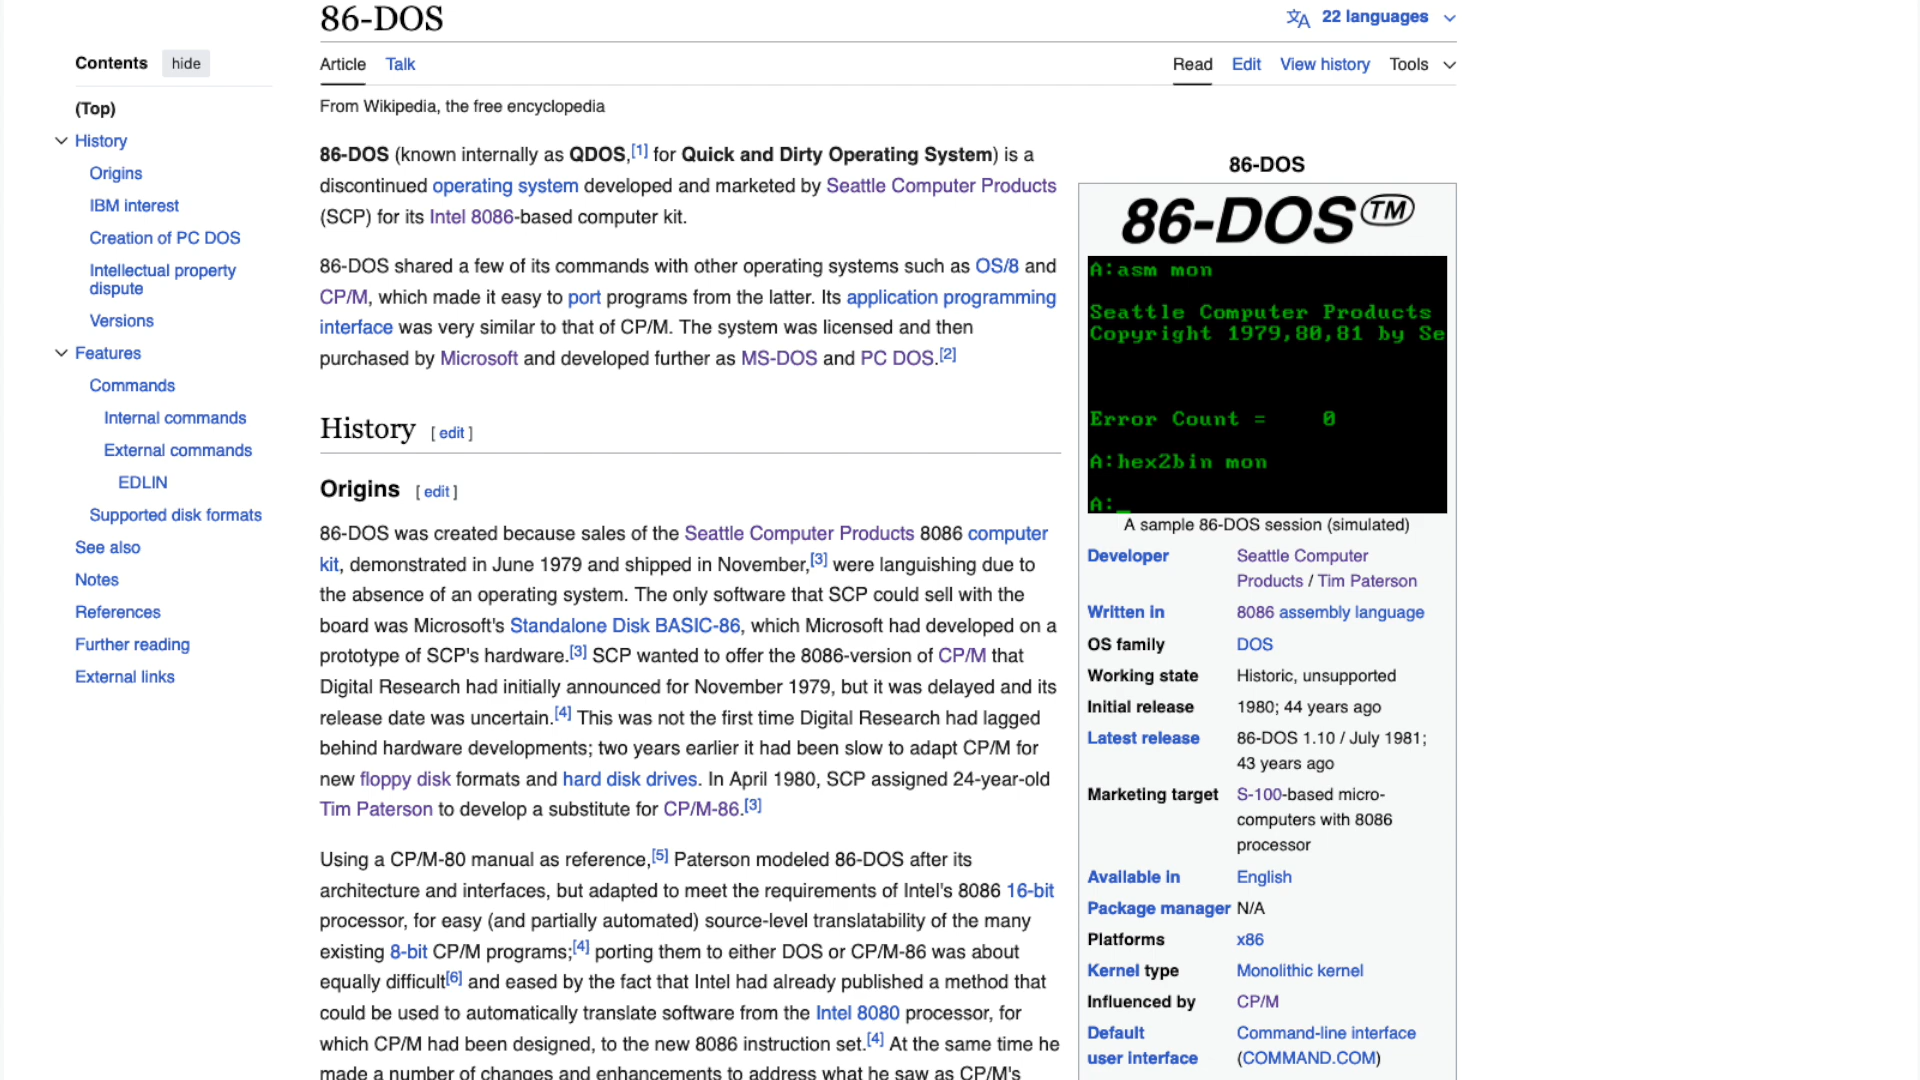 86-DOS
22 languages
Contents hide
Article Talk
Read Edit View history Tools
(Top)
History
Origins
IBM interest
Creation of PC DOS
Intellectual property
dispute
Versions
Features
Commands
Internal commands
External commands
EDLIN
Supported disk formats
See also
Notes
References
Further reading
External links
From Wikipedia, the free encyclopedia
86-DOS (known internally as QDOS,[1] for Quick and Dirty Operating System) is a
discontinued operating system developed and marketed by Seattle Computer Products
(SCP) for its Intel 8086-based computer kit.
86-DOS shared a few of its commands with other operating systems such as OS/8 and
CP/M, which made it easy to port programs from the latter. Its application programming
interface was very similar to that of CP/M. The system was licensed and then
purchased by Microsoft and developed further as MS-DOS and PC DOS.[2]
History [ edit ]
Origins [ edit ]
86-DOS was created because sales of the Seattle Computer Products 8086 computer
kit, demonstrated in June 1979 and shipped in November,[3] were languishing due to
the absence of an operating system. The only software that SCP could sell with the
board was Microsoft's Standalone Disk BASIC-86, which Microsoft had developed on a
prototype of SCP's hardware.[3] SCP wanted to offer the 8086-version of CP/M that
Digital Research had initially announced for November 1979, but it was delayed and its
release date was uncertain.[4] This was not the first time Digital Research had lagged
behind hardware developments; two years earlier it had been slow to adapt CP/M for
new floppy disk formats and hard disk drives. In April 1980, SCP assigned 24-year-old
Tim Paterson to develop a substitute for CP/M-86.[3]
Using a CP/M-80 manual as reference,[5] Paterson modeled 86-DOS after its
architecture and interfaces, but adapted to meet the requirements of Intel's 8086 16-bit
processor, for easy (and partially automated) source-level translatability of the many
existing 8-bit CP/M programs;[4] porting them to either DOS or CP/M-86 was about
equally difficult[6] and eased by the fact that Intel had already published a method that
could be used to automatically translate software from the Intel 8080 processor, for
which CP/M had been designed, to the new 8086 instruction set.[4] At the same time he
made a number of changes and enhancements to address what he saw as CP/M's
86-DOS
86-DOS TM
A:asm mon
Seattle Computer Products
Copyright 1979,80,81 by Se
Error Count = 0
A:hex2bin mon
A:_
A sample 86-DOS session (simulated)
Developer Seattle Computer
Products / Tim Paterson
Written in 8086 assembly language
OS family DOS
Working state Historic, unsupported
Initial release 1980; 44 years ago
Latest release 86-DOS 1.10 / July 1981;
43 years ago
Marketing target S-100-based micro-
computers with 8086
processor
Available in English
Package manager N/A
Platforms x86
Kernel type Monolithic kernel
Influenced by CP/M
Default Command-line interface
user interface (COMMAND.COM)